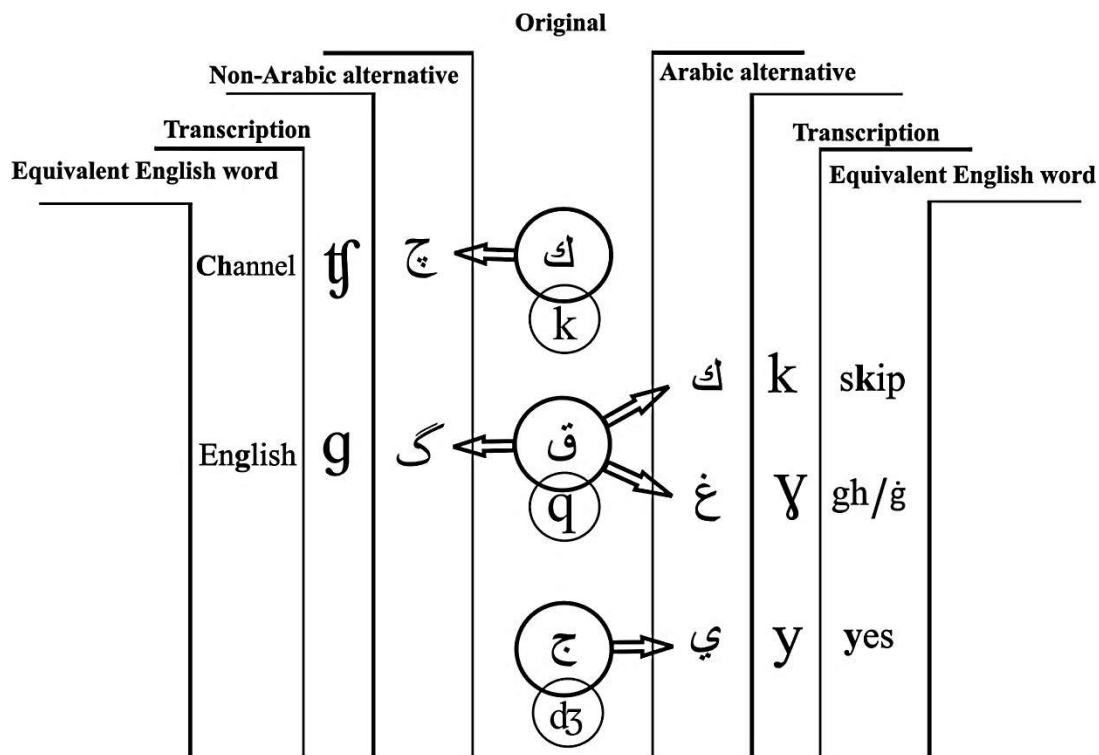 Original
Non-Arabic alternative
Arabic alternative
Transcription
Transcription
Equivalent English word
Equivalent English word
Channel ʧ چ ك
k
ك k skip
English g گ ق
q
غ ɣ gh/ġ
ج ي y yes
dʒ